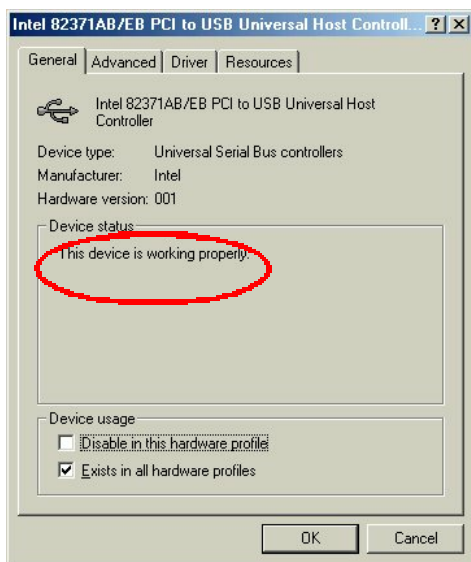 Intel 82371AB/EB PCI to USB Universal Host Controll... ? X
General Advanced Driver Resources
Intel 82371AB/EB PCI to USB Universal Host
Controller
Device type: Universal Serial Bus controllers
Manufacturer: Intel
Hardware version: 001
Device status
This device is working properly.
Device usage
Disable in this hardware profile
Exists in all hardware profiles
OK Cancel